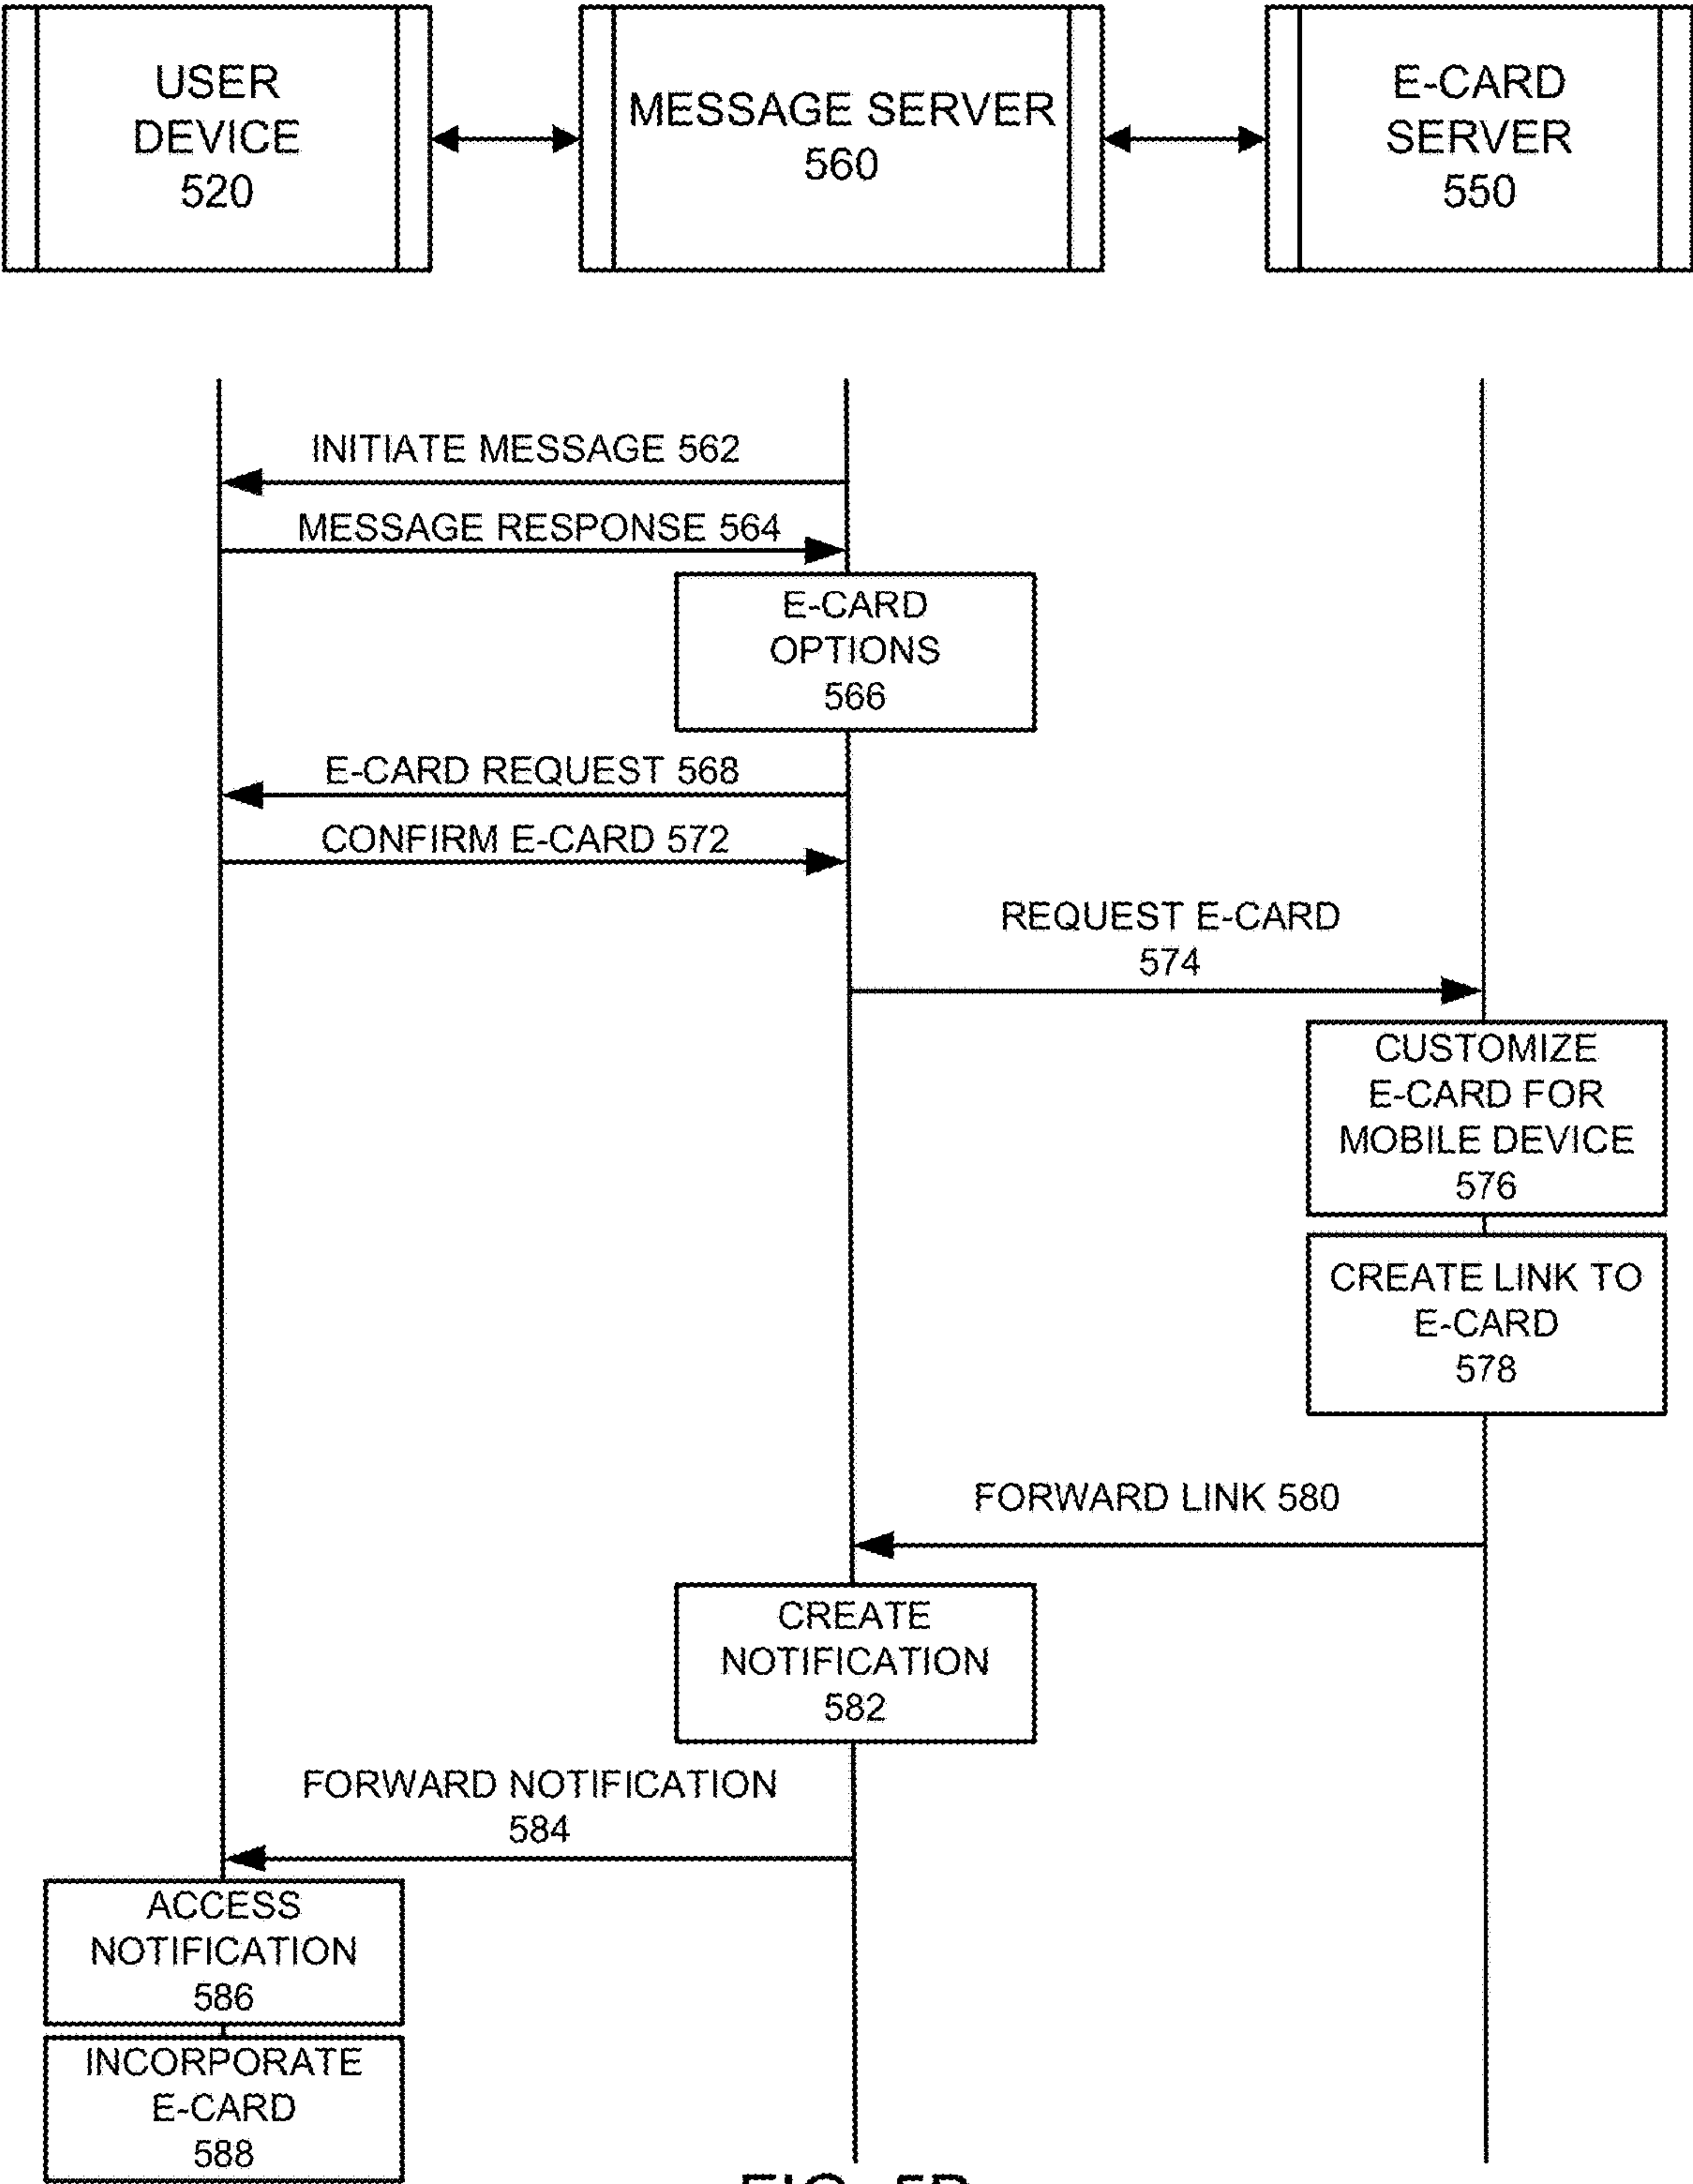 USER
DEVICE
520
MESSAGE SERVER
560
E-CARD
SERVER
550
INITIATE MESSAGE 562
MESSAGE RESPONSE 564
E-CARD
OPTIONS
566
E-CARD REQUEST 568
CONFIRM E-CARD 572
REQUEST E-CARD
574
CUSTOMIZE
E-CARD FOR
MOBILE DEVICE
576
CREATE LINK TO
E-CARD
578
FORWARD LINK 580
CREATE
NOTIFICATION
582
FORWARD NOTIFICATION
584
ACCESS
NOTIFICATION
586
INCORPORATE
E-CARD
588